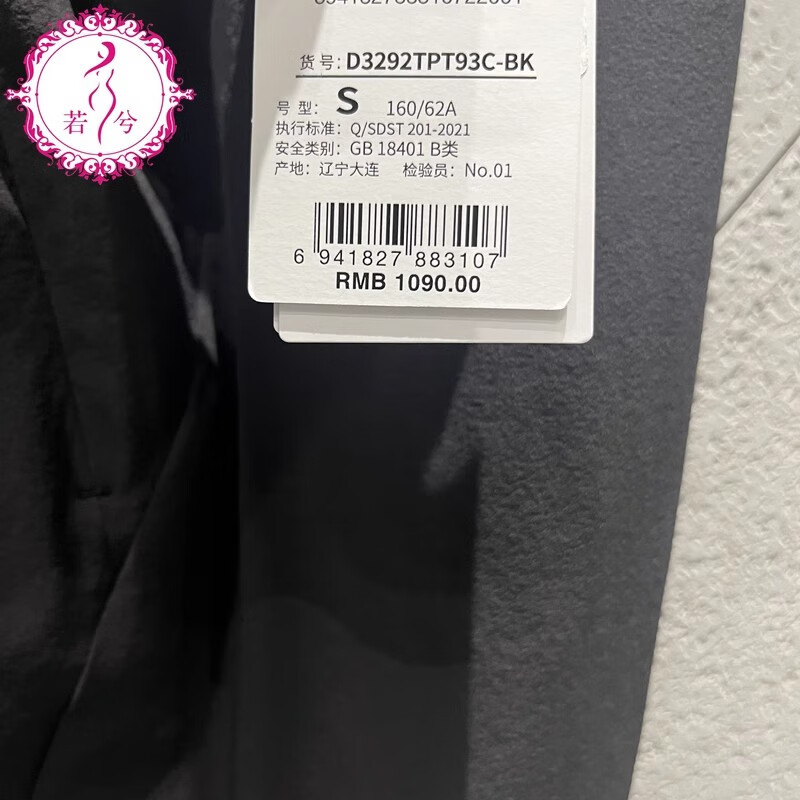 若兮
货号:D3292TPT93C-BK
号 型: S 160/62A
执行标准: Q/SDST 201-2021
安全类别: GB 18401 B类
产地: 辽宁大连 检验员: No.01
6 941827 883107
RMB 1090.00